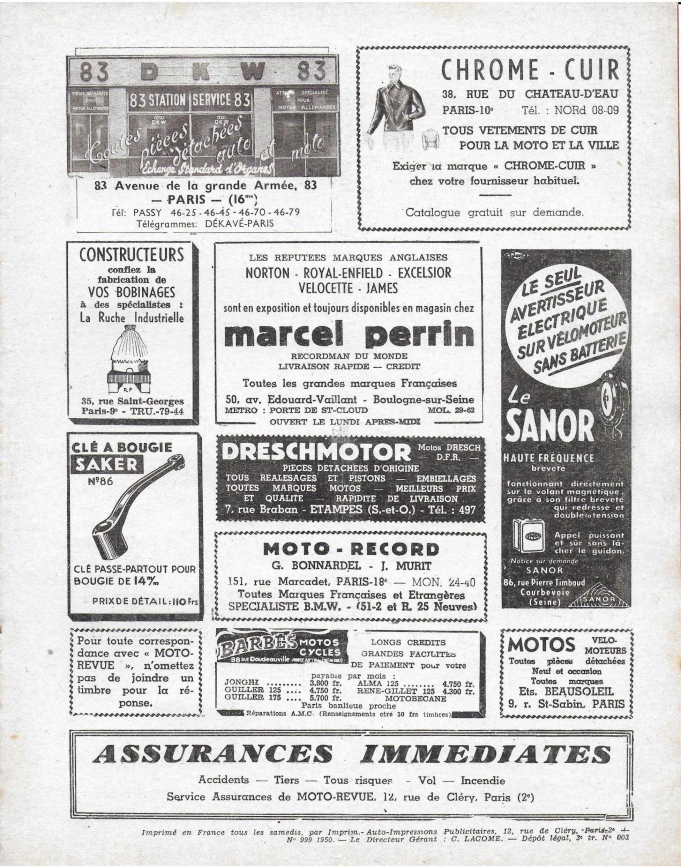 83 DKW 83
83 STATION SERVICE 83
Toutes pièces détachées auto et moto
Echange Standard d'Organes
83 Avenue de la grande Armée, 83
— PARIS — (16me)
Tél: PASSY 46-25 - 46-45 - 46-70 - 46-79
Télégrammes: DÉKAVÉ-PARIS
CHROME - CUIR
38, RUE DU CHATEAU-D'EAU
PARIS-10e Tél. : NORd 08-09
TOUS VETEMENTS DE CUIR
POUR LA MOTO ET LA VILLE
Exiger la marque « CHROME-CUIR »
chez votre fournisseur habituel.
Catalogue gratuit sur demande.
CONSTRUCTEURS
confiez la
fabrication de
VOS BOBINAGES
à des spécialistes :
La Ruche Industrielle
35, rue Saint-Georges
Paris-9e - TRU.-79-44
LES REPUTEES MARQUES ANGLAISES
NORTON - ROYAL-ENFIELD - EXCELSIOR
VELOCETTE - JAMES
sont en exposition et toujours disponibles en magasin chez
marcel perrin
RECORDMAN DU MONDE
LIVRAISON RAPIDE — CREDIT
Toutes les grandes marques Françaises
50, av. Edouard-Vaillant - Boulogne-sur-Seine
METRO : PORTE DE ST-CLOUD MOL. 29-62
OUVERT LE LUNDI APRES-MIDI
LE SEUL
AVERTISSEUR
ÉLECTRIQUE
SUR VÉLOMOTEUR
SANS BATTERIE
Le
SANOR
HAUTE FRÉQUENCE
breveté
fonctionnant directement
sur le volant magnétique,
grâce à son filtre breveté
qui redresse et
double la tension
Appel puissant
et sûr sans lâ-
cher le guidon.
Notice sur demande
SANOR
86, rue Pierre Timbaud
Courbevoie
(Seine)
SANOR
CLÉ A BOUGIE
SAKER
N°86
CLÉ PASSE-PARTOUT POUR
BOUGIE DE 14m/m
PRIX DE DÉTAIL : 110 Frs
DRESCHMOTOR Motos DRESCH
D.F.R. —
PIECES DETACHEES D'ORIGINE
TOUS REALESAGES ET PISTONS — EMBIELLAGES
TOUTES MARQUES MOTOS — MEILLEURS PRIX
ET QUALITE RAPIDITE DE LIVRAISON
7. rue Braban - ETAMPES (S.-et-O.) - Tél. : 497
MOTO - RECORD
G. BONNARDEL - J. MURIT
151, rue Marcadet, PARIS-18e — MON. 24-40
Toutes Marques Françaises et Etrangères
SPECIALISTE B.M.W. - (51-2 et R. 25 Neuves)
Pour toute correspon-
dance avec « MOTO-
REVUE », n'omettez
pas de joindre un
timbre pour la ré-
ponse.
BARBÈS MOTOS
CYCLES
98 rue Doudeauville
LONGS CREDITS
GRANDES FACILITES
DE PAIEMENT pour votre
payable par mois :
JONGHI ........ 3.800 fr. ALMA 125 ........ 4.750 fr.
GUILLER 125 .... 4.750 fr. RENE-GILLET 125 4.300 fr.
GUILLER 175 .... 5.700 fr. MOTOBECANE
Paris banlieue proche
Réparations A.M.C. (Renseignements ctre 30 frs timbres)
MOTOS VELO-
MOTEURS
Toutes pièces détachées
Neuf et occasion
Toutes marques
Ets. BEAUSOLEIL
9, r. St-Sabin, PARIS
ASSURANCES IMMEDIATES
Accidents — Tiers — Tous risques - Vol — Incendie
Service Assurances de MOTO-REVUE, 12, rue de Cléry, Paris (2e)
Imprimé en France tous les samedis, par Imprim.-Auto-Impressions Publicitaires, 12, rue de Cléry, Paris-2e —
N° 999 1950. — Le Directeur Gérant : C. LACOME. — Dépôt légal, 3e tr. N° 003